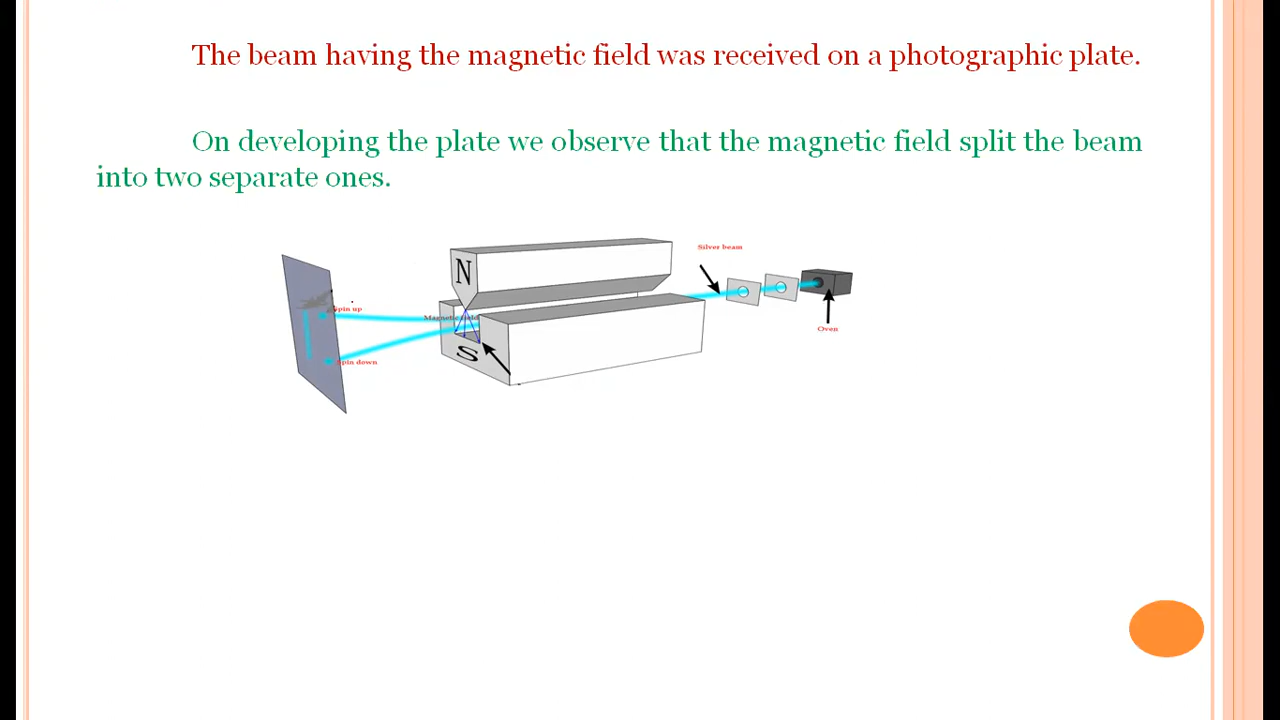 The beam having the magnetic field was received on a photographic plate.
On developing the plate we observe that the magnetic field split the beam
into two separate ones.
Silver beam
N
Spin up
Magnetic field
Oven
S
Spin down